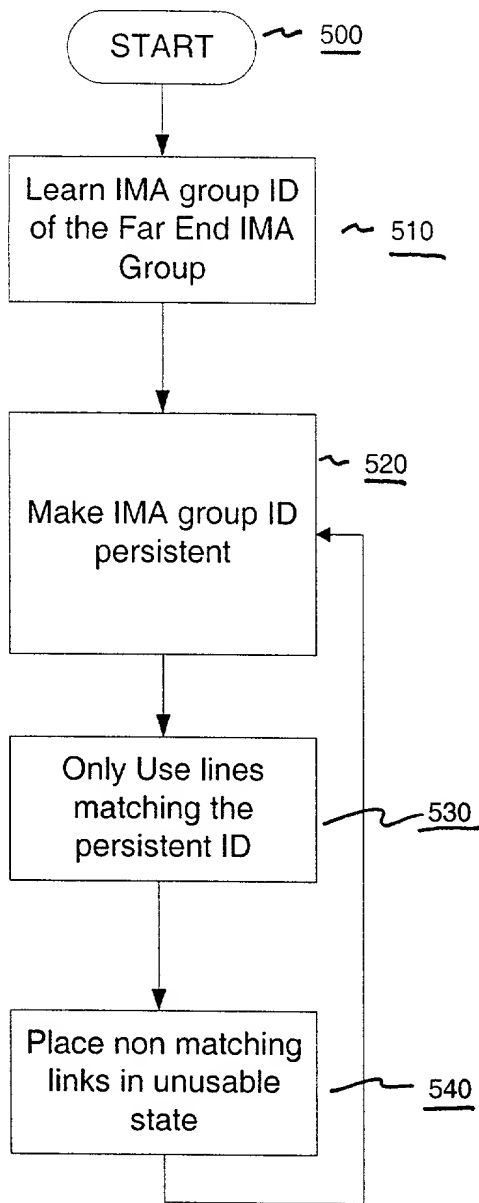 START
500
Learn IMA group ID
of the Far End IMA
Group
510
520
Make IMA group ID
persistent
Only Use lines
matching the
persistent ID
530
Place non matching
links in unusable
state
540